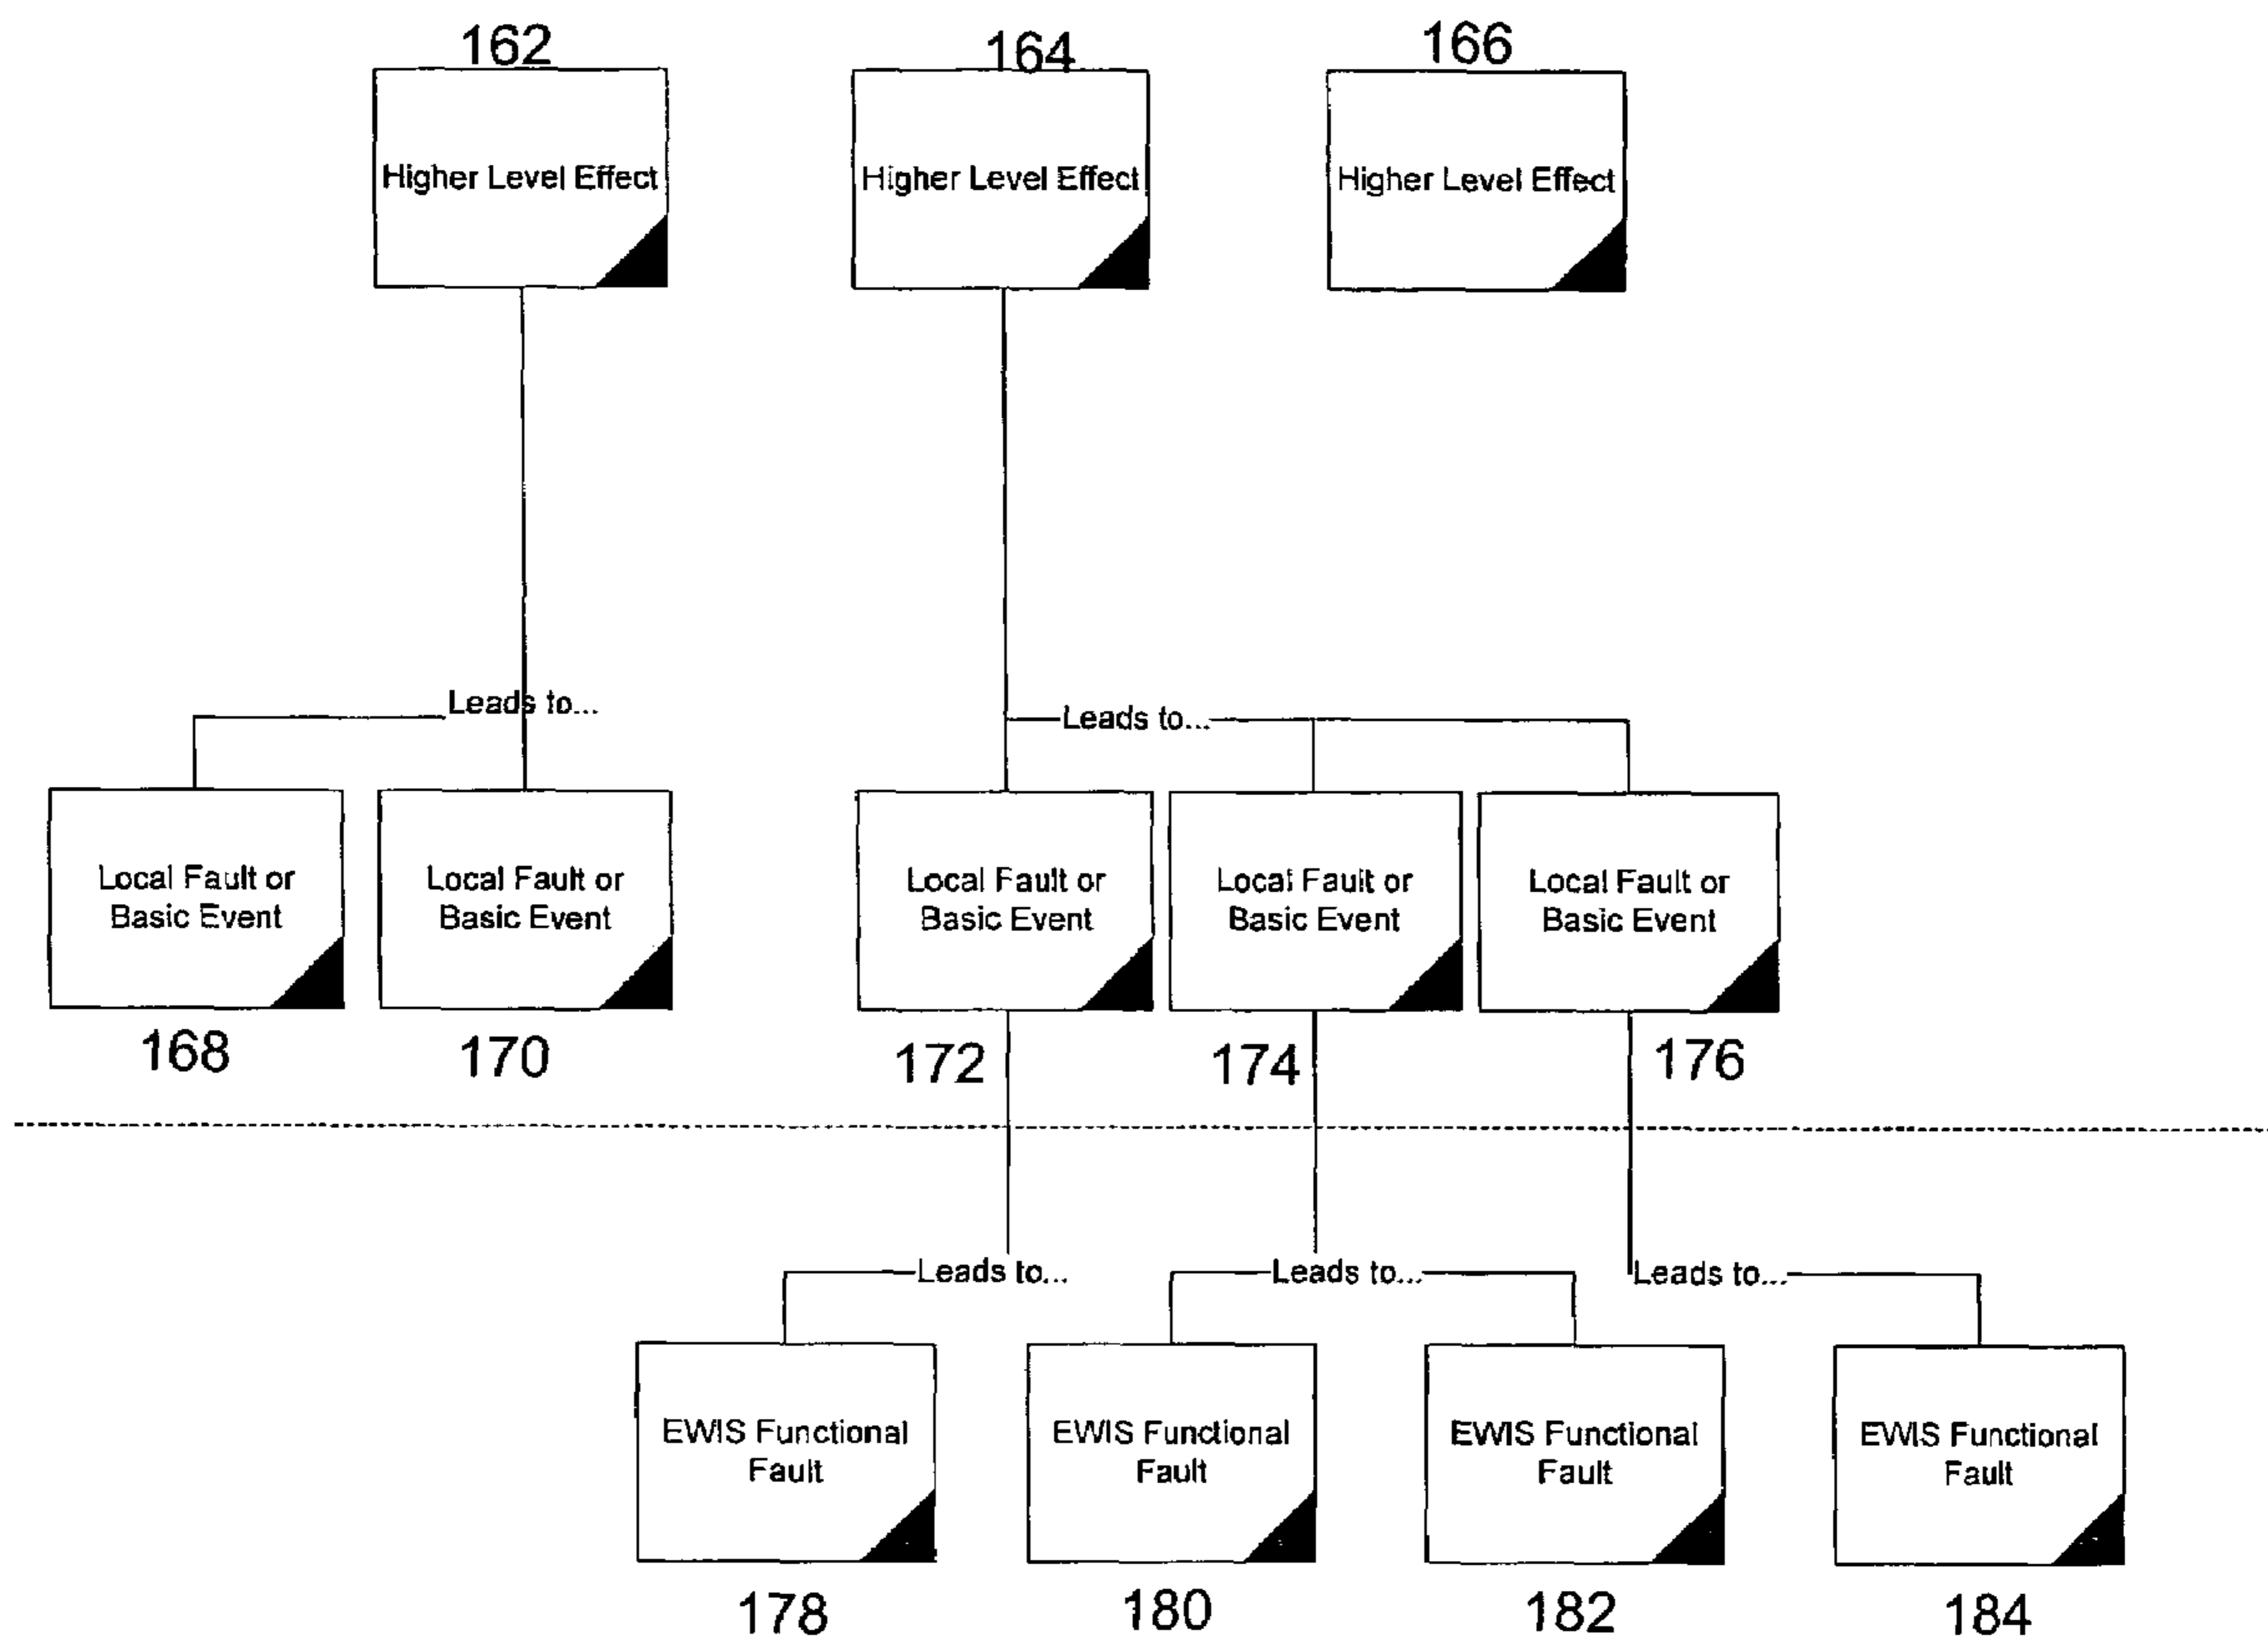 162
164
166
Higher Level Effect
Higher Level Effect
Higher Level Effect
Leads to...
Leads to...
Local Fault or
Basic Event
Local Fault or
Basic Event
Local Fault or
Basic Event
Local Fault or
Basic Event
Local Fault or
Basic Event
168
170
172
174
176
Leads to...
Leads to...
Leads to...
EWIS Functional
Fault
EWIS Functional
Fault
EWIS Functional
Fault
EWIS Functional
Fault
178
180
182
184